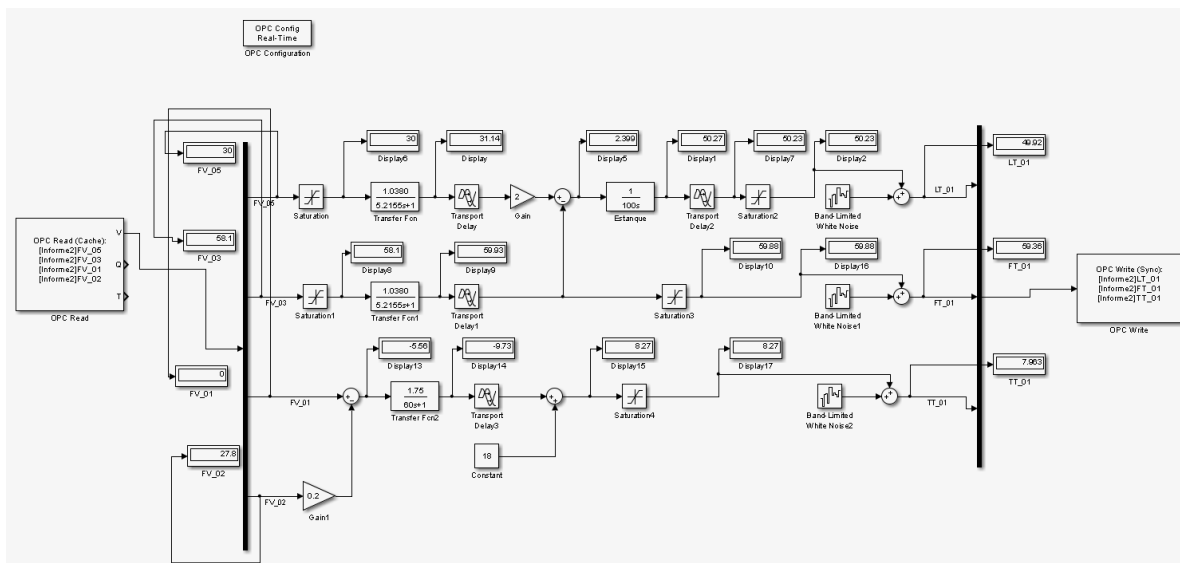 OPC Config
Real-Time
OPC Configuration
30
FV_05
30
Display6
31.14
Display
2.399
Display5
50.27
Display1
50.23
Display7
50.23
Display2
49.92
LT_01
FV_05
Saturation
1.0380
5.2155s+1
Transfer Fcn
Transport
Delay
2
Gain
1
100s
Estanque
Transport
Delay2
Saturation2
Band-Limited
White Noise
LT_01
OPC Read (Cache):
[Informe2]FV_05
[Informe2]FV_03
[Informe2]FV_01
[Informe2]FV_02
V
Q
T
OPC Read
58.1
FV_03
58.1
Display8
59.93
Display9
59.88
Display10
59.88
Display16
59.36
FT_01
FV_03
Saturation1
1.0380
5.2155s+1
Transfer Fcn1
Transport
Delay1
Saturation3
Band-Limited
White Noise1
FT_01
OPC Write (Sync):
[Informe2]LT_01
[Informe2]FT_01
[Informe2]TT_01
OPC Write
0
FV_01
-5.56
Display13
-9.73
Display14
8.27
Display15
8.27
Display17
7.963
TT_01
FV_01
1.75
60s+1
Transfer Fcn2
Transport
Delay3
Saturation4
Band-Limited
White Noise2
TT_01
27.8
FV_02
18
Constant
FV_02
0.2
Gain1